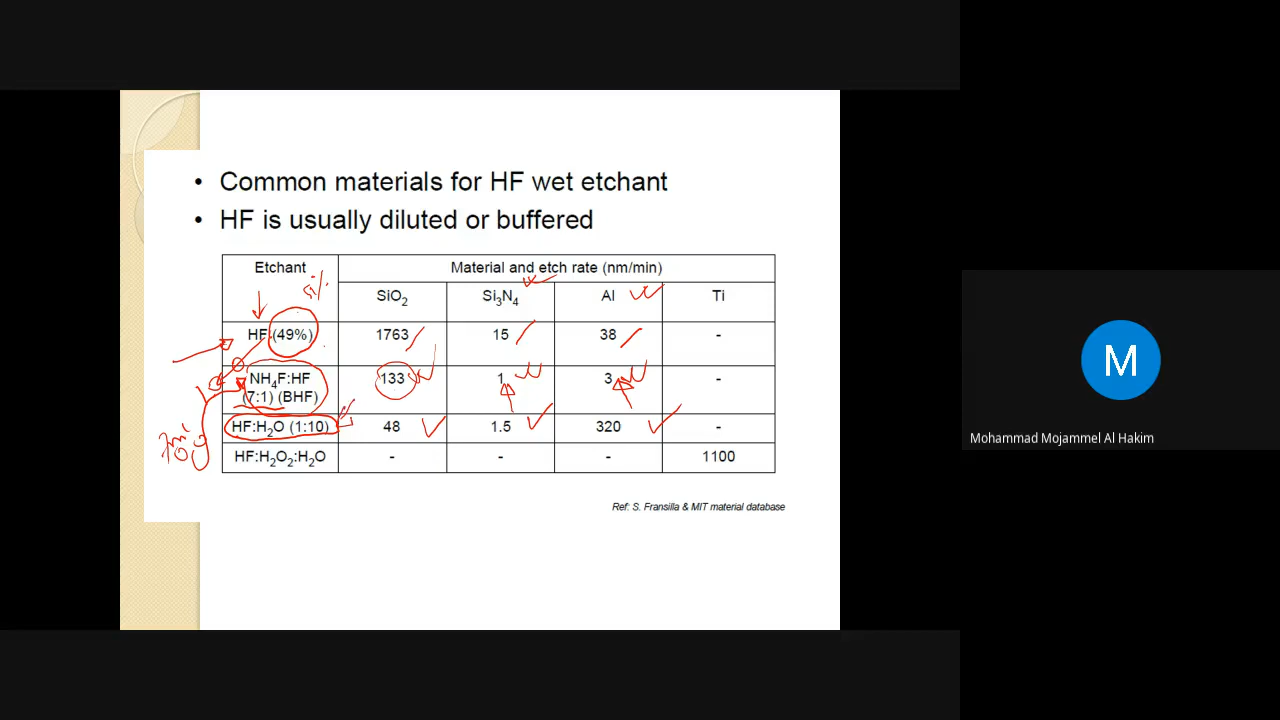 • Common materials for HF wet etchant
• HF is usually diluted or buffered
Etchant Material and etch rate (nm/min)
51%
SiO2 Si3N4 Al Ti
HF (49%) 1763 15 38 -
NH4F:HF
(7:1) (BHF) 133 1 3 -
HF:H2O (1:10) 48 1.5 320 -
HF:H2O2:H2O - - - 1100
Ref: S. Fransilla & MIT material database
M
Mohammad Mojammel Al Hakim